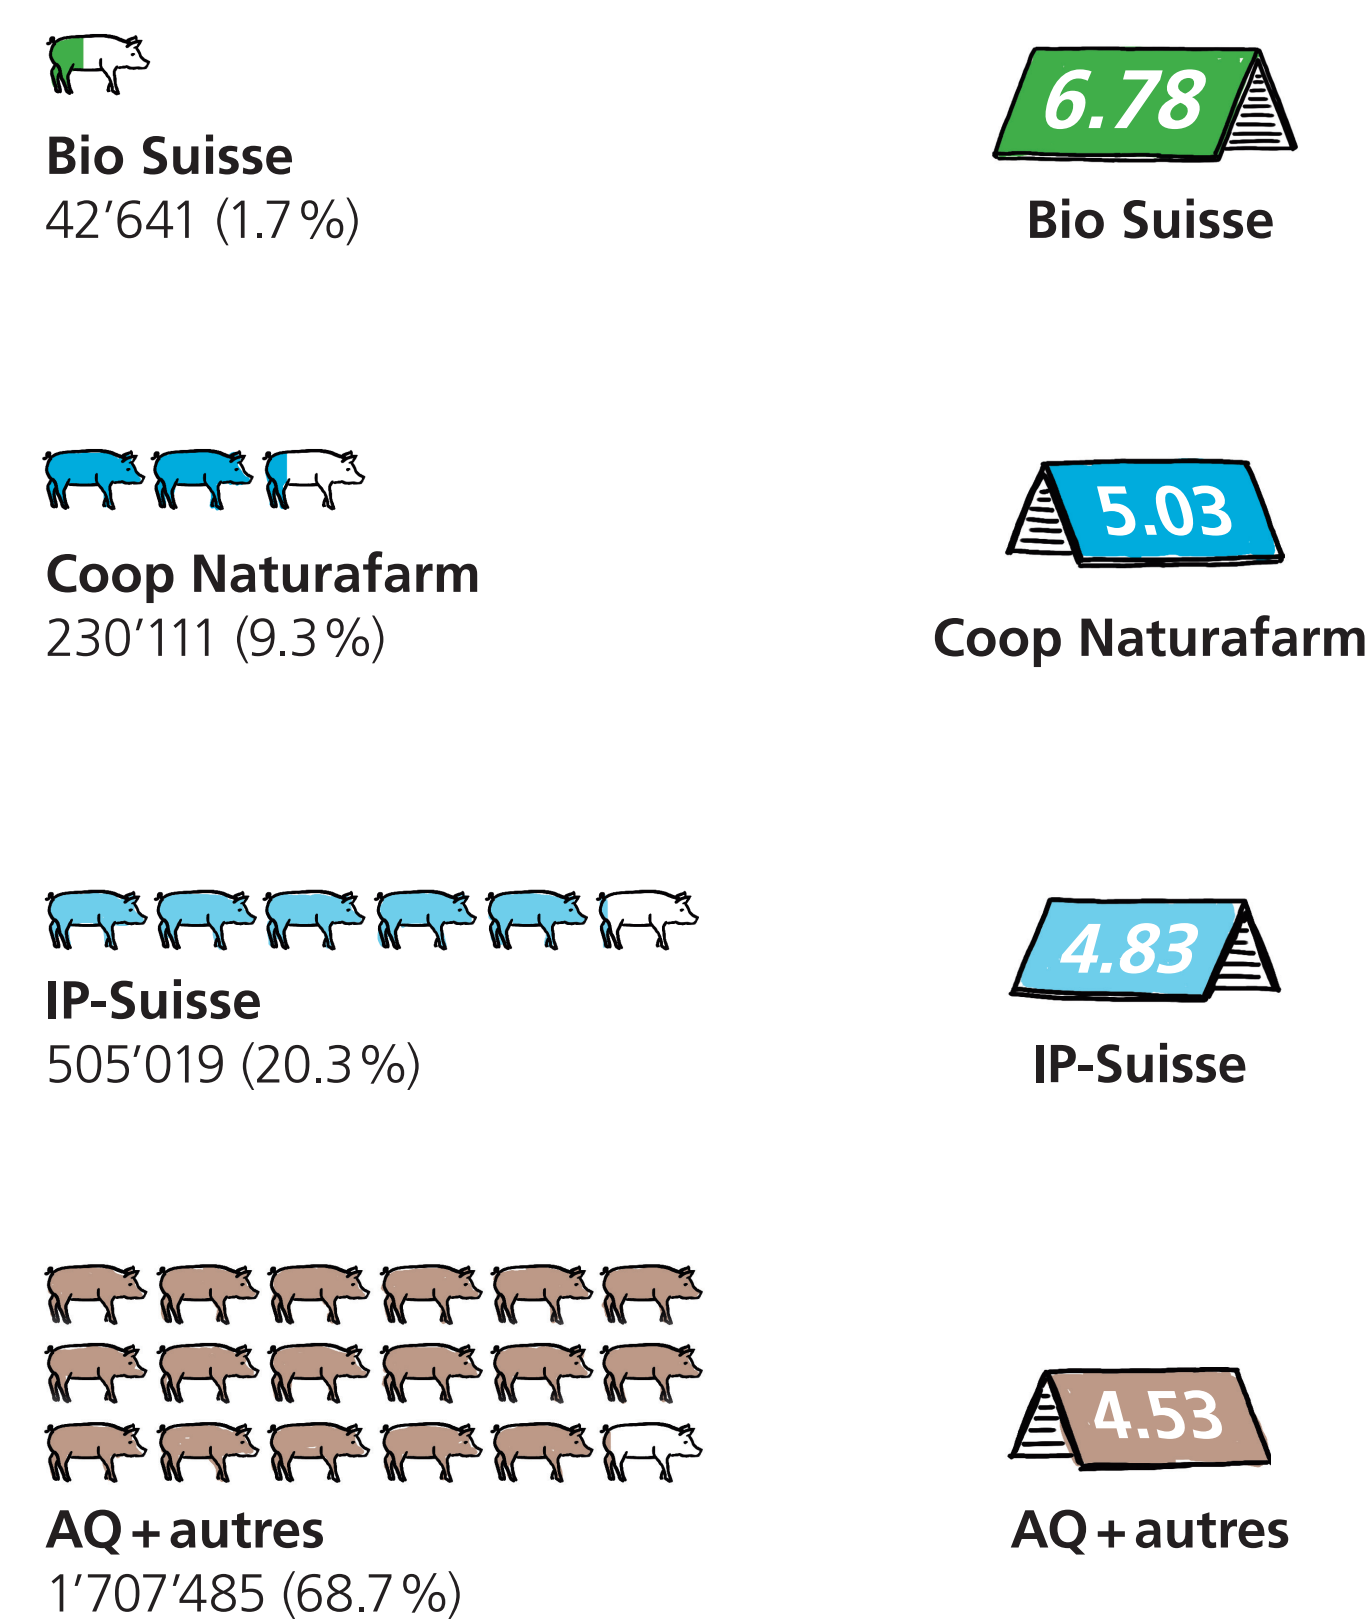 6.78
Bio Suisse
42’641 (1.7 %)
Bio Suisse
5.03
Coop Naturafarm
230’111 (9.3 %)
Coop Naturafarm
4.83
IP-Suisse
505’019 (20.3 %)
IP-Suisse
4.53
AQ + autres
1’707’485 (68.7 %)
AQ + autres